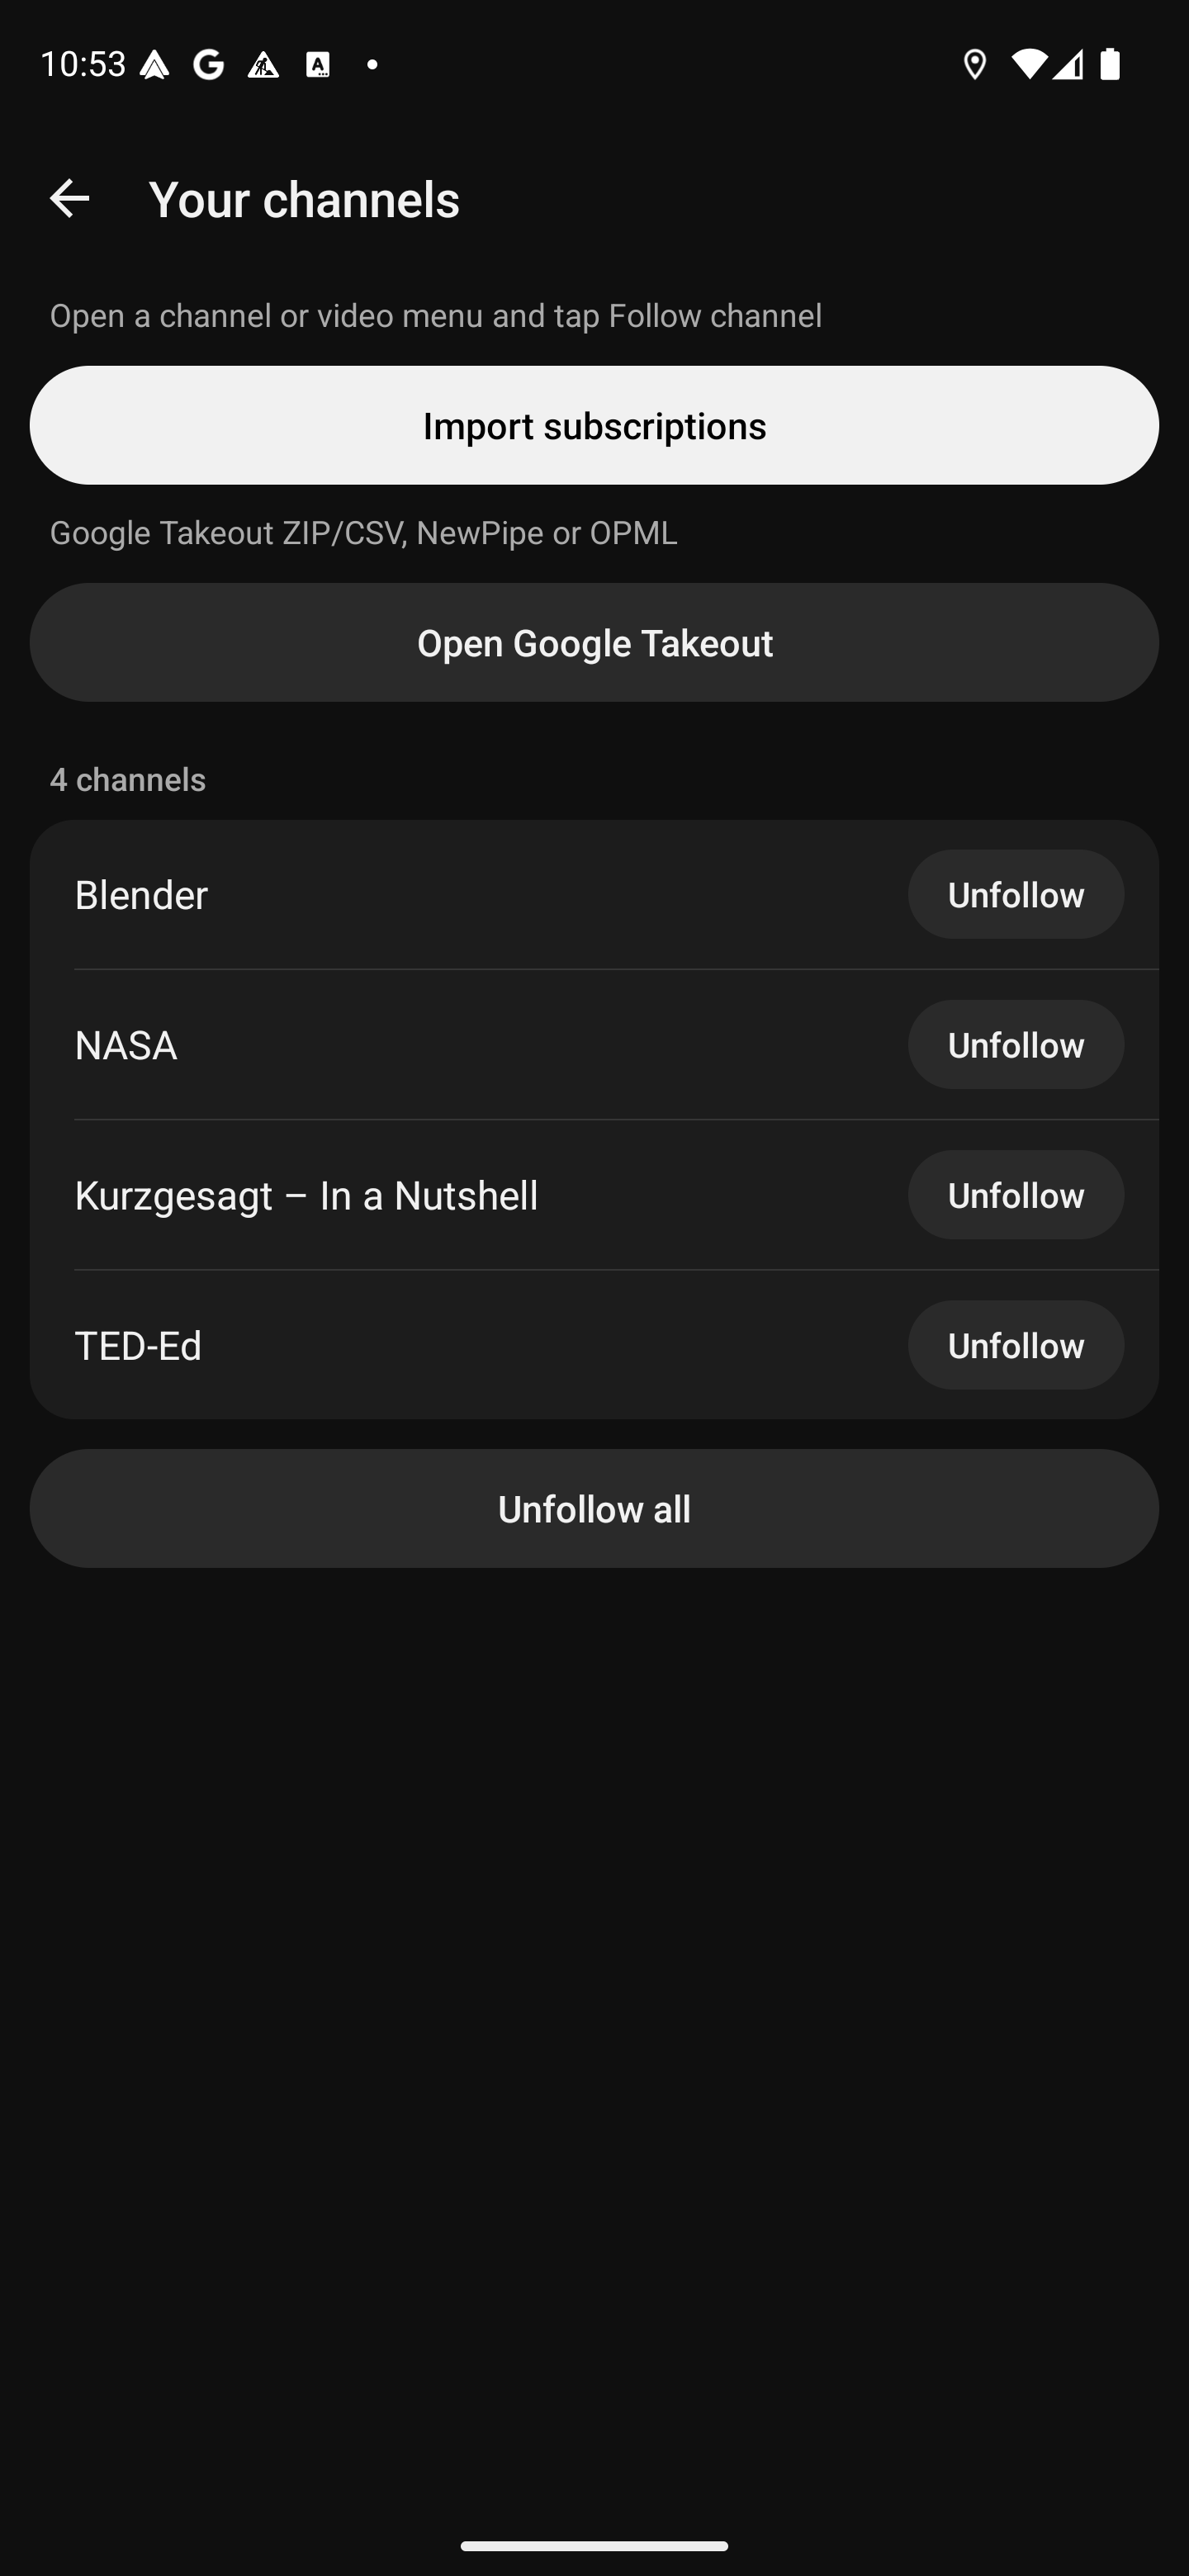 10:53
Your channels
Open a channel or video menu and tap Follow channel
Import subscriptions
Google Takeout ZIP/CSV, NewPipe or OPML
Open Google Takeout
4 channels
Blender Unfollow
NASA Unfollow
Kurzgesagt – In a Nutshell Unfollow
TED-Ed Unfollow
Unfollow all